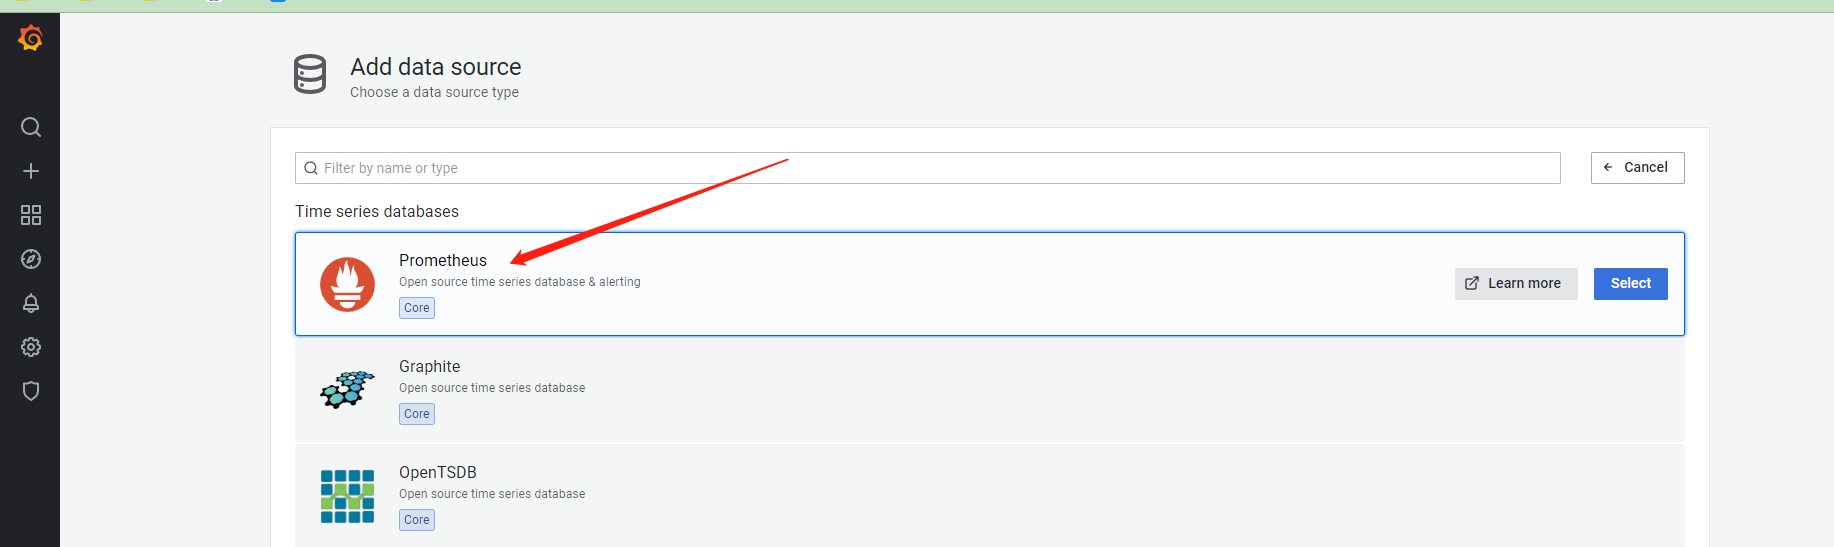 Add data source
Choose a data source type
Filter by name or type
Cancel
Time series databases
Prometheus
Open source time series database & alerting
Core
Learn more
Select
Graphite
Open source time series database
Core
OpenTSDB
Open source time series database
Core